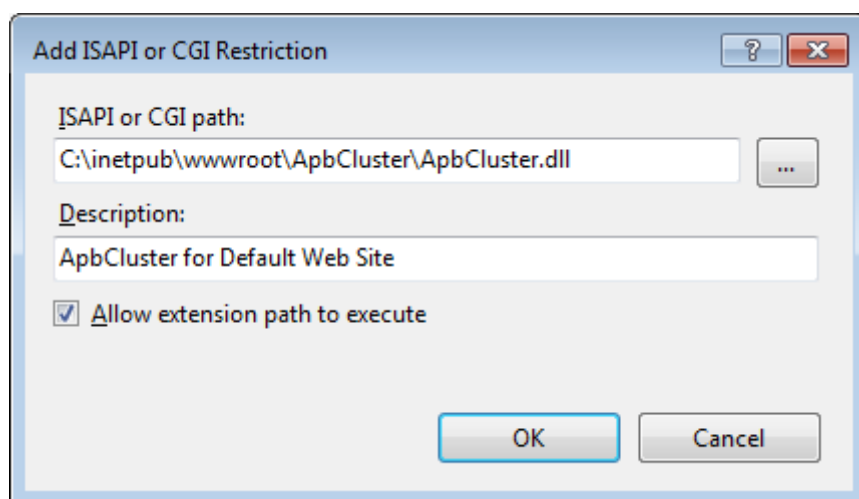 Add ISAPI or CGI Restriction
ISAPI or CGI path:
C:\inetpub\wwwroot\ApbCluster\ApbCluster.dll
...
Description:
ApbCluster for Default Web Site
Allow extension path to execute
OK
Cancel